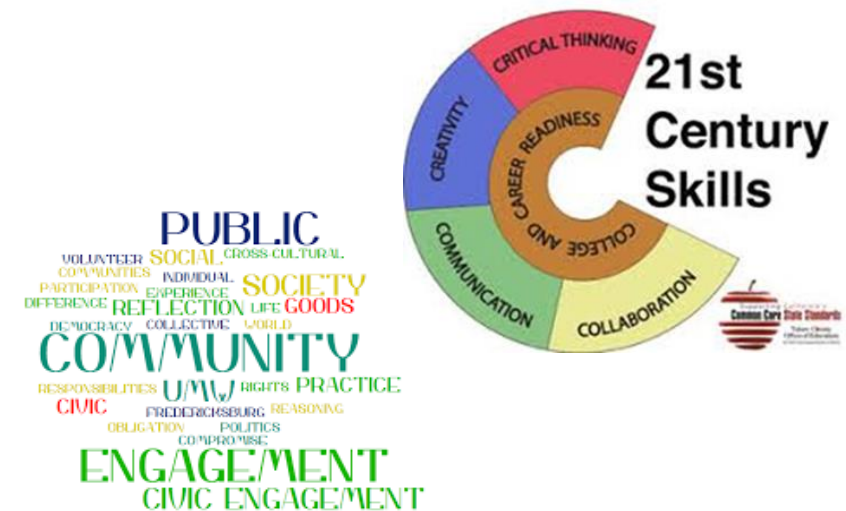 CRITICAL THINKING
CREATIVITY
COMMUNICATION
COLLABORATION
COLLEGE AND CAREER READINESS
21st
Century
Skills
Common Core State Standards
PUBLIC
VOLUNTEER SOCIAL CROSS-CULTURAL
COMMUNITIES INDIVIDUAL SOCIETY
PARTICIPATION EXPERIENCE
DIFFERENCE REFLECTION LIFE GOODS
DEMOCRACY COLLECTIVE WORLD
COMMUNITY
RESPONSIBILITIES UMW RIGHTS PRACTICE
CIVIC FREDERICKSBURG REASONING
OBLIGATION POLITICS
COMPROMISE
ENGAGEMENT
CIVIC ENGAGEMENT